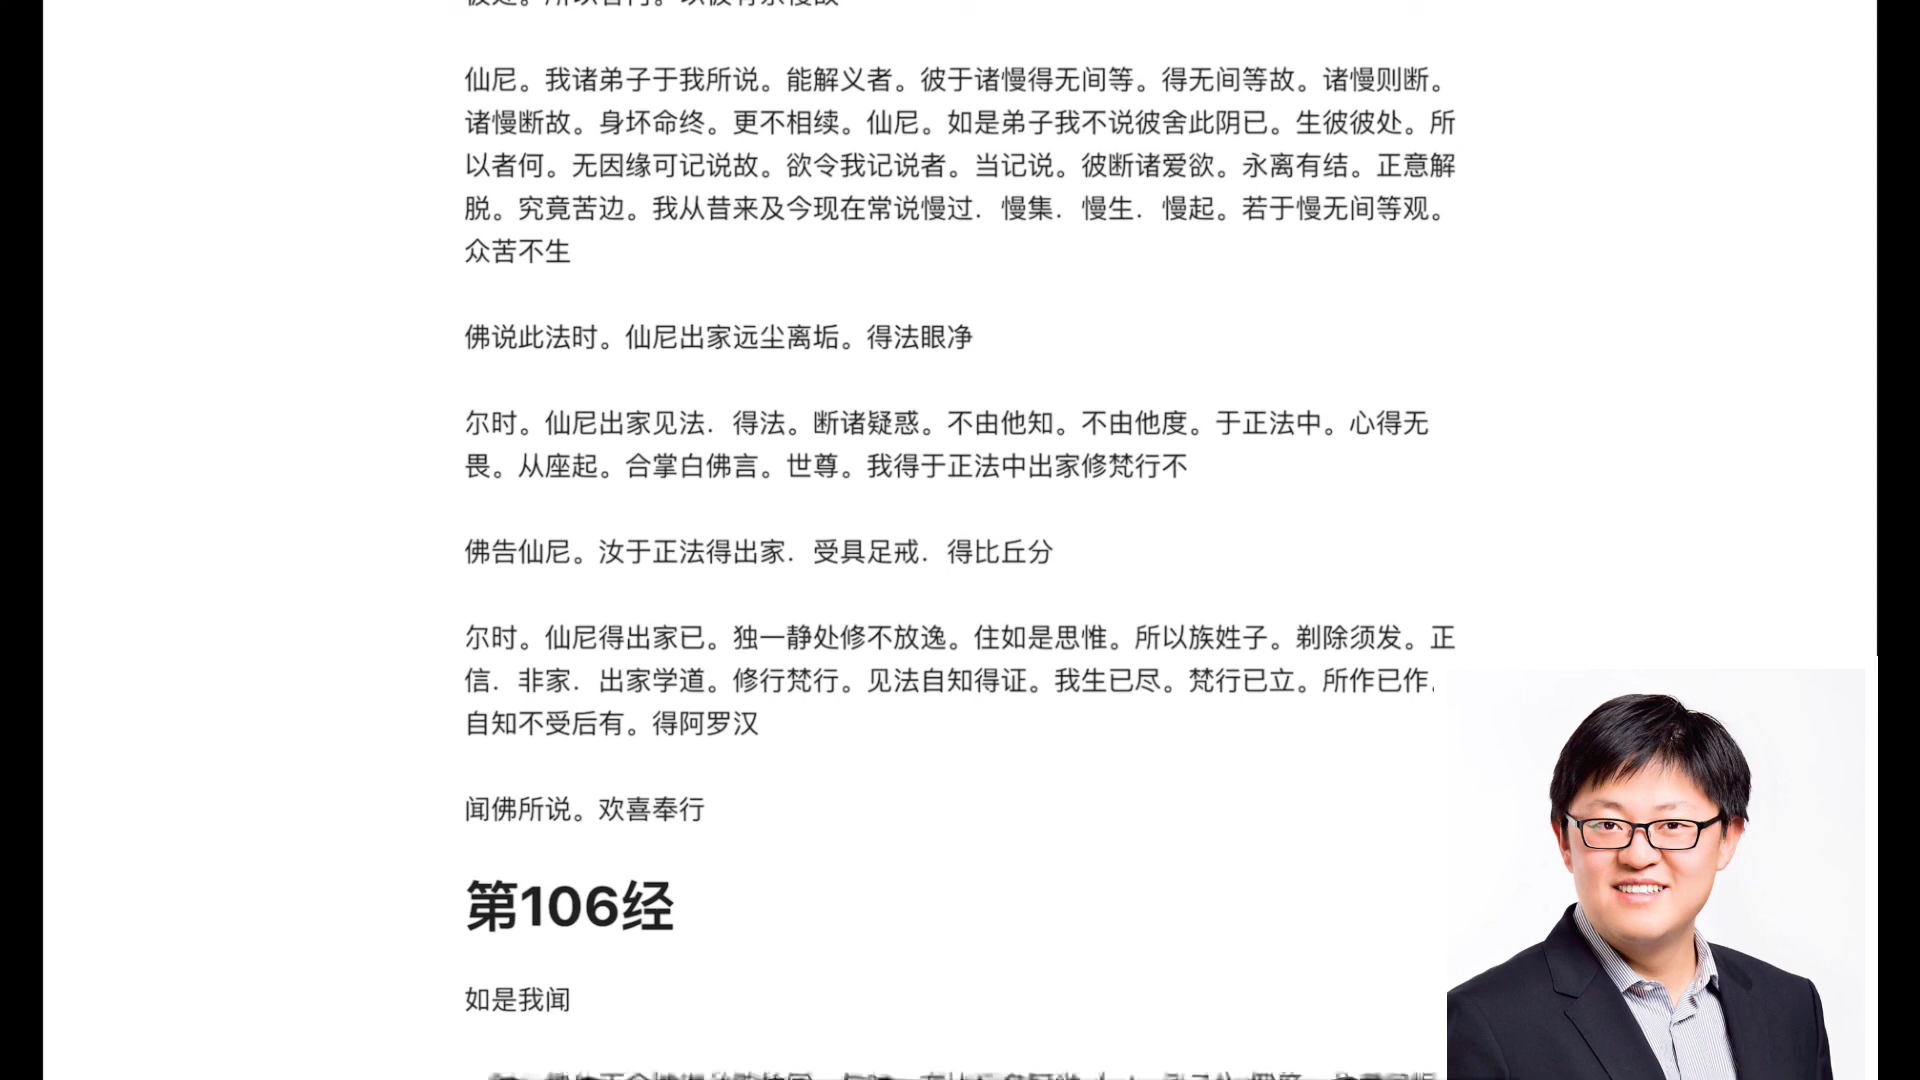 仙尼。我诸弟子于我所说。能解义者。彼于诸慢得无间等。得无间等故。诸慢则断。
诸慢断故。身坏命终。更不相续。仙尼。如是弟子我不说彼舍此阴已。生彼彼处。所
以者何。无因缘可记说故。欲令我记说者。当记说。彼断诸爱欲。永离有结。正意解
脱。究竟苦边。我从昔来及今现在常说慢过．慢集．慢生．慢起。若于慢无间等观。
众苦不生
佛说此法时。仙尼出家远尘离垢。得法眼净
尔时。仙尼出家见法．得法。断诸疑惑。不由他知。不由他度。于正法中。心得无
畏。从座起。合掌白佛言。世尊。我得于正法中出家修梵行不
佛告仙尼。汝于正法得出家．受具足戒．得比丘分
尔时。仙尼得出家已。独一静处修不放逸。住如是思惟。所以族姓子。剃除须发。正
信．非家．出家学道。修行梵行。见法自知得证。我生已尽。梵行已立。所作已作。
自知不受后有。得阿罗汉
闻佛所说。欢喜奉行
第106经
如是我闻